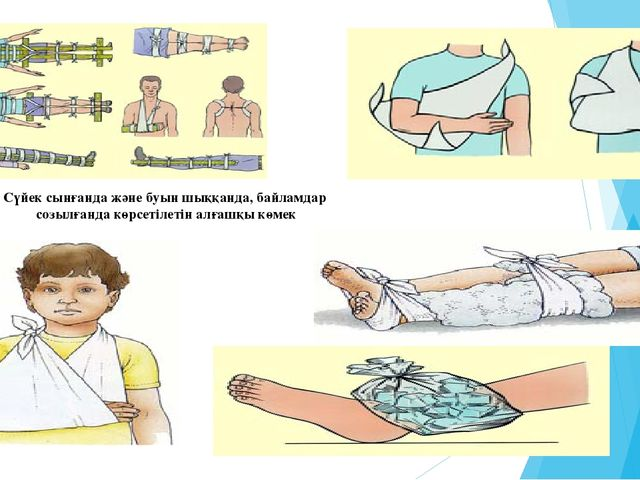 Сүйек сынғанда және буын шыққанда, байламдар
созылғанда көрсетілетін алғашқы көмек